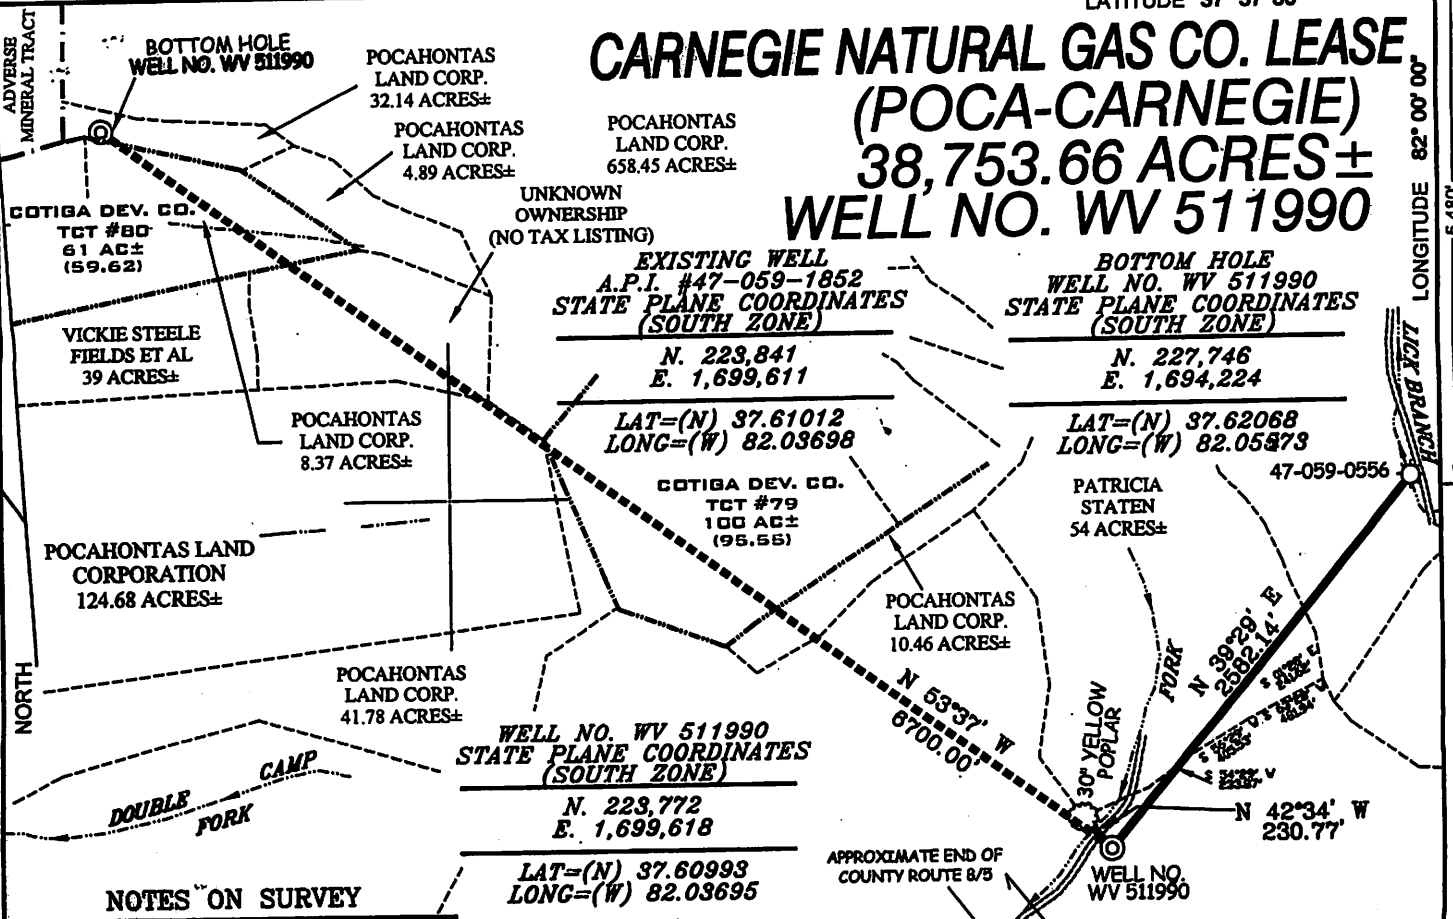 LATITUDE 37°37'30"
CARNEGIE NATURAL GAS CO. LEASE
(POCA-CARNEGIE)
38,753.66 ACRES±
WELL NO. WV 511990
ADVERSE
MINERAL TRACT
BOTTOM HOLE
WELL NO. WV 511990
POCAHONTAS
LAND CORP.
32.14 ACRES±
POCAHONTAS
LAND CORP.
4.89 ACRES±
POCAHONTAS
LAND CORP.
658.45 ACRES±
UNKNOWN
OWNERSHIP
(NO TAX LISTING)
COTIGA DEV. CO.
TCT #80
61 AC±
(59.62)
LONGITUDE 82° 00' 00"
EXISTING WELL
A.P.I. #47-059-1852
STATE PLANE COORDINATES
(SOUTH ZONE)
N. 223,841
E. 1,699,611
LAT=(N) 37.61012
LONG=(W) 82.03698
BOTTOM HOLE
WELL NO. WV 511990
STATE PLANE COORDINATES
(SOUTH ZONE)
N. 227,746
E. 1,694,224
LAT=(N) 37.62068
LONG=(W)
VICKIE STEELE
FIELDS ET AL
39 ACRES±
LICK BRANCH
47-059-0556
POCAHONTAS
LAND CORP.
8.37 ACRES±
COTIGA DEV. CO.
TCT #79
100 AC±
(95.55)
PATRICIA
STATEN
54 ACRES±
POCAHONTAS LAND
CORPORATION
124.68 ACRES±
POCAHONTAS
LAND CORP.
10.46 ACRES±
N 39°29' E
2582.14'
NORTH
POCAHONTAS
LAND CORP.
41.78 ACRES±
N 53°37' W
6700.00'
FORK
30" YELLOW
POPLAR
WELL NO. WV 511990
STATE PLANE COORDINATES
(SOUTH ZONE)
N. 223,772
E. 1,699,618
LAT=(N) 37.60993
LONG=(W) 82.03695
DOUBLE CAMP
FORK
N 42°34' W
230.77'
APPROXIMATE END OF
COUNTY ROUTE 8/5
WELL NO.
WV 511990
NOTES ON SURVEY